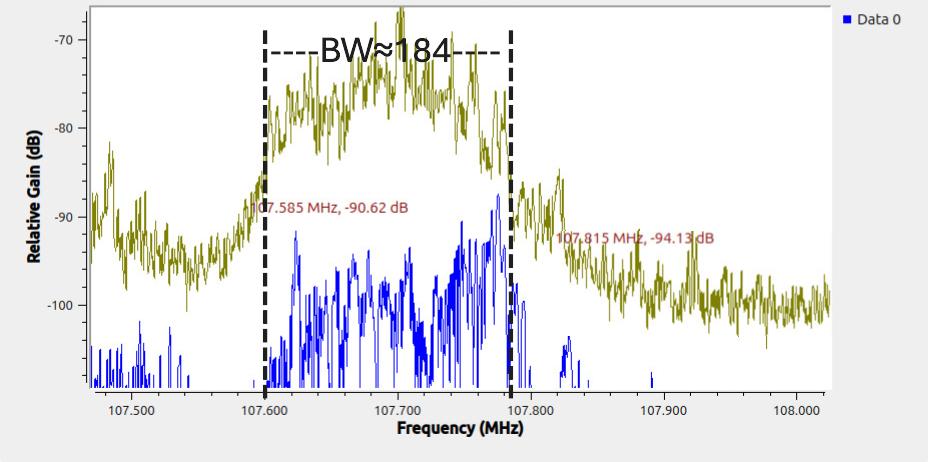 Data 0
-70
BW≈184
-80
-90
-100
Relative Gain (dB)
107.585 MHz, -90.62 dB
107.815 MHz, -94.13 dB
107.500
107.600
107.700
107.800
107.900
108.000
Frequency (MHz)